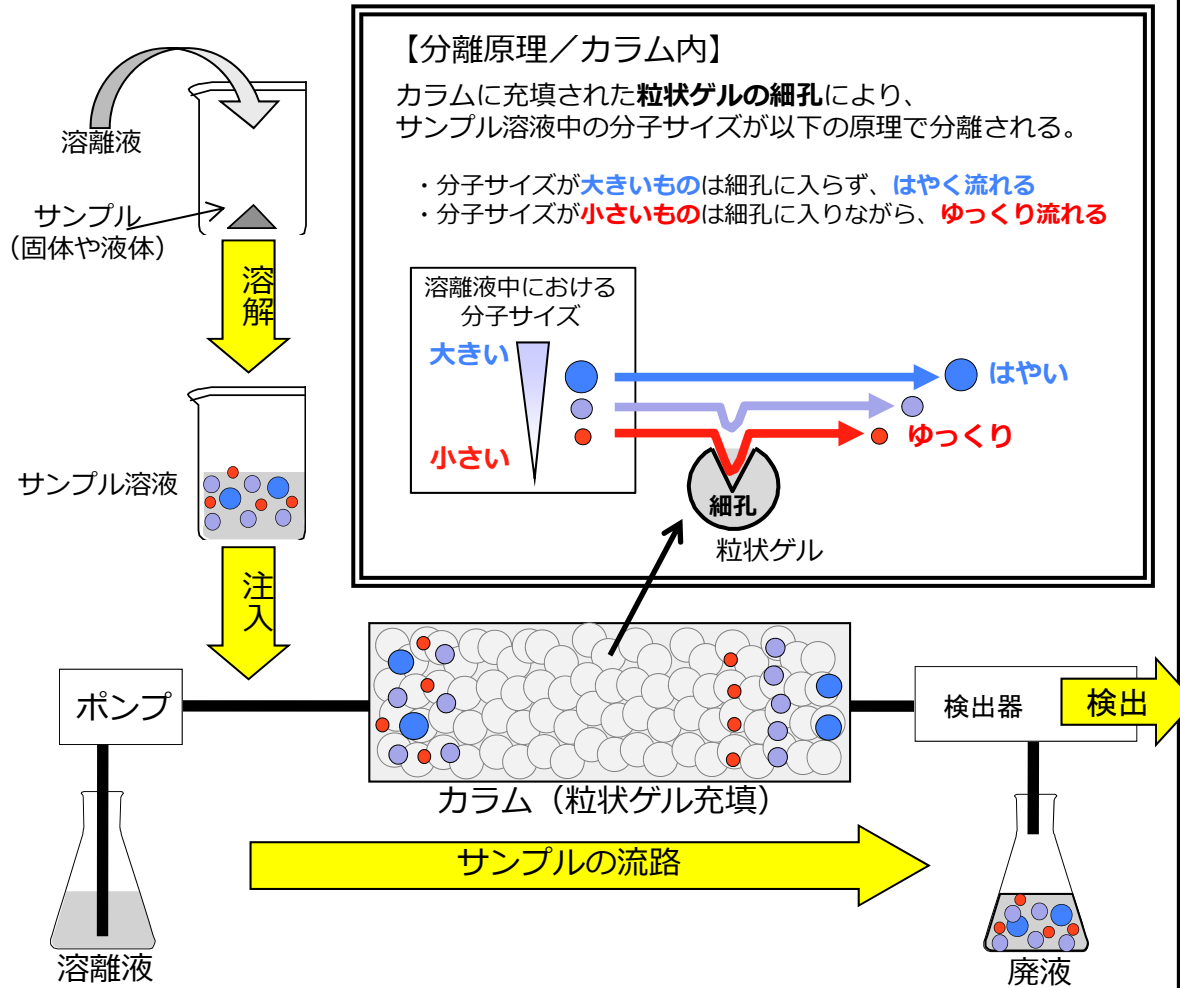 【分離原理／カラム内】
カラムに充填された粒状ゲルの細孔により、
サンプル溶液中の分子サイズが以下の原理で分離される。
・分子サイズが大きいものは細孔に入らず、はやく流れる
・分子サイズが小さいものは細孔に入りながら、ゆっくり流れる
溶離液中における
分子サイズ
大きい
小さい
はやい
ゆっくり
細孔
粒状ゲル
溶離液
サンプル
（固体や液体）
溶解
サンプル溶液
注入
ポンプ
検出器
検出
カラム（粒状ゲル充填）
サンプルの流路
溶離液
廃液